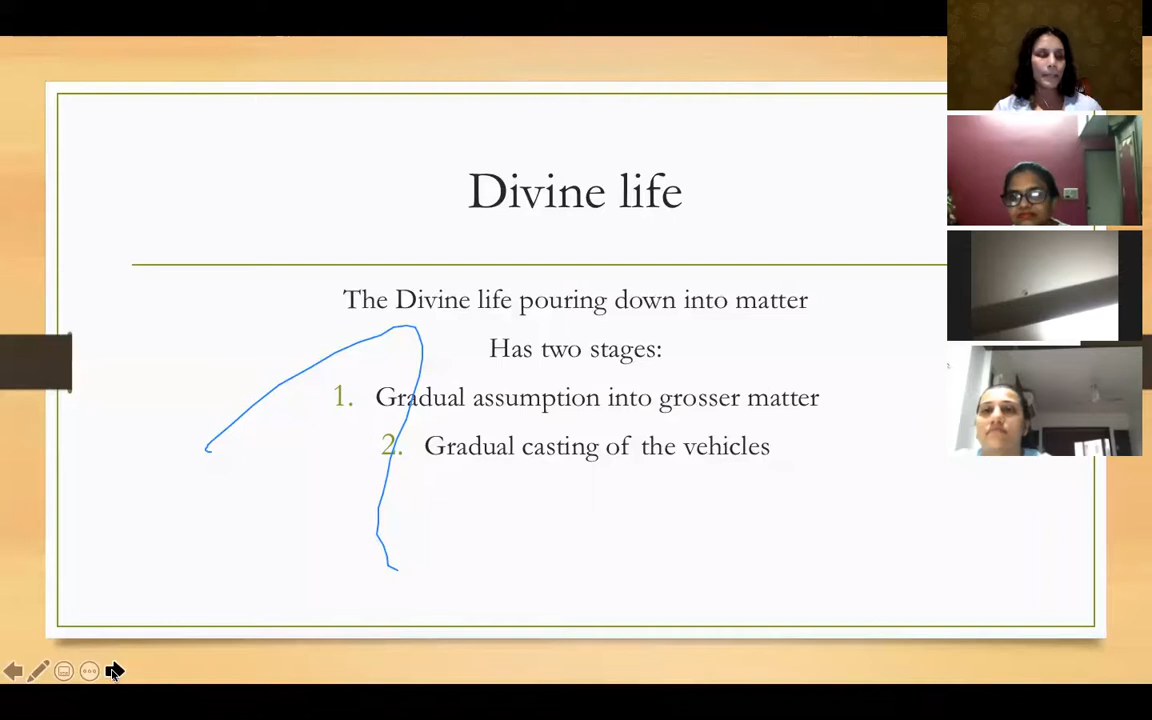 Divine life
The Divine life pouring down into matter
Has two stages:
1. Gradual assumption into grosser matter
2. Gradual casting of the vehicles